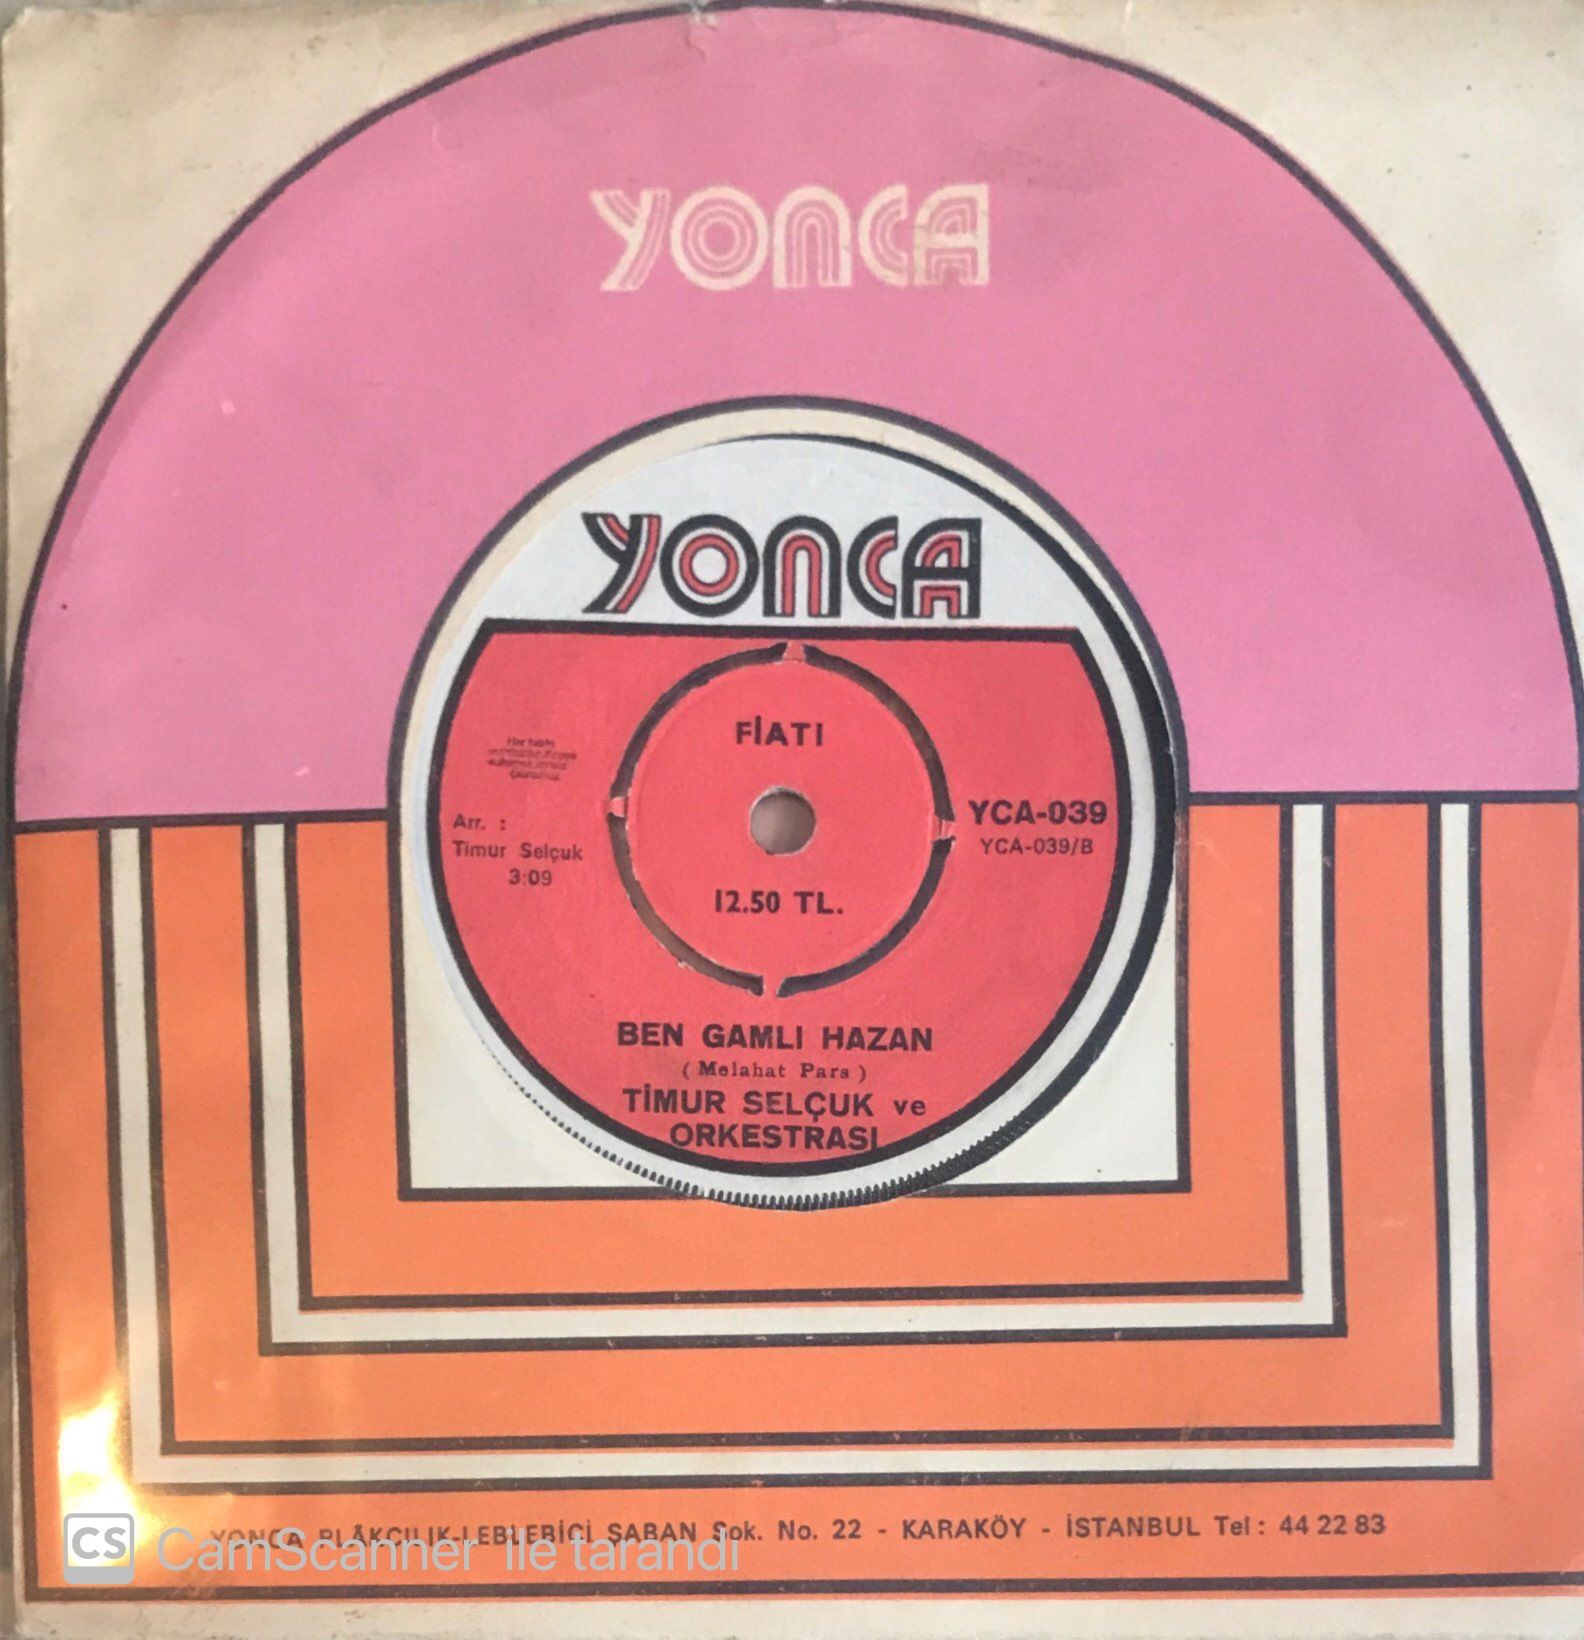 YONCA
YONCA
FİATI
Her hakkı
Arr. :
Timur Selçuk
3:09
YCA-039
YCA-039/B
12.50 TL.
BEN GAMLI HAZAN
( Melahat Pars )
TİMUR SELÇUK ve
ORKESTRASI
YONCA PLÂKÇILIK-LEBLEBİCİ ŞABAN Sok. No. 22 - KARAKÖY - İSTANBUL Tel : 44 22 83
CS CamScanner ile tarandı